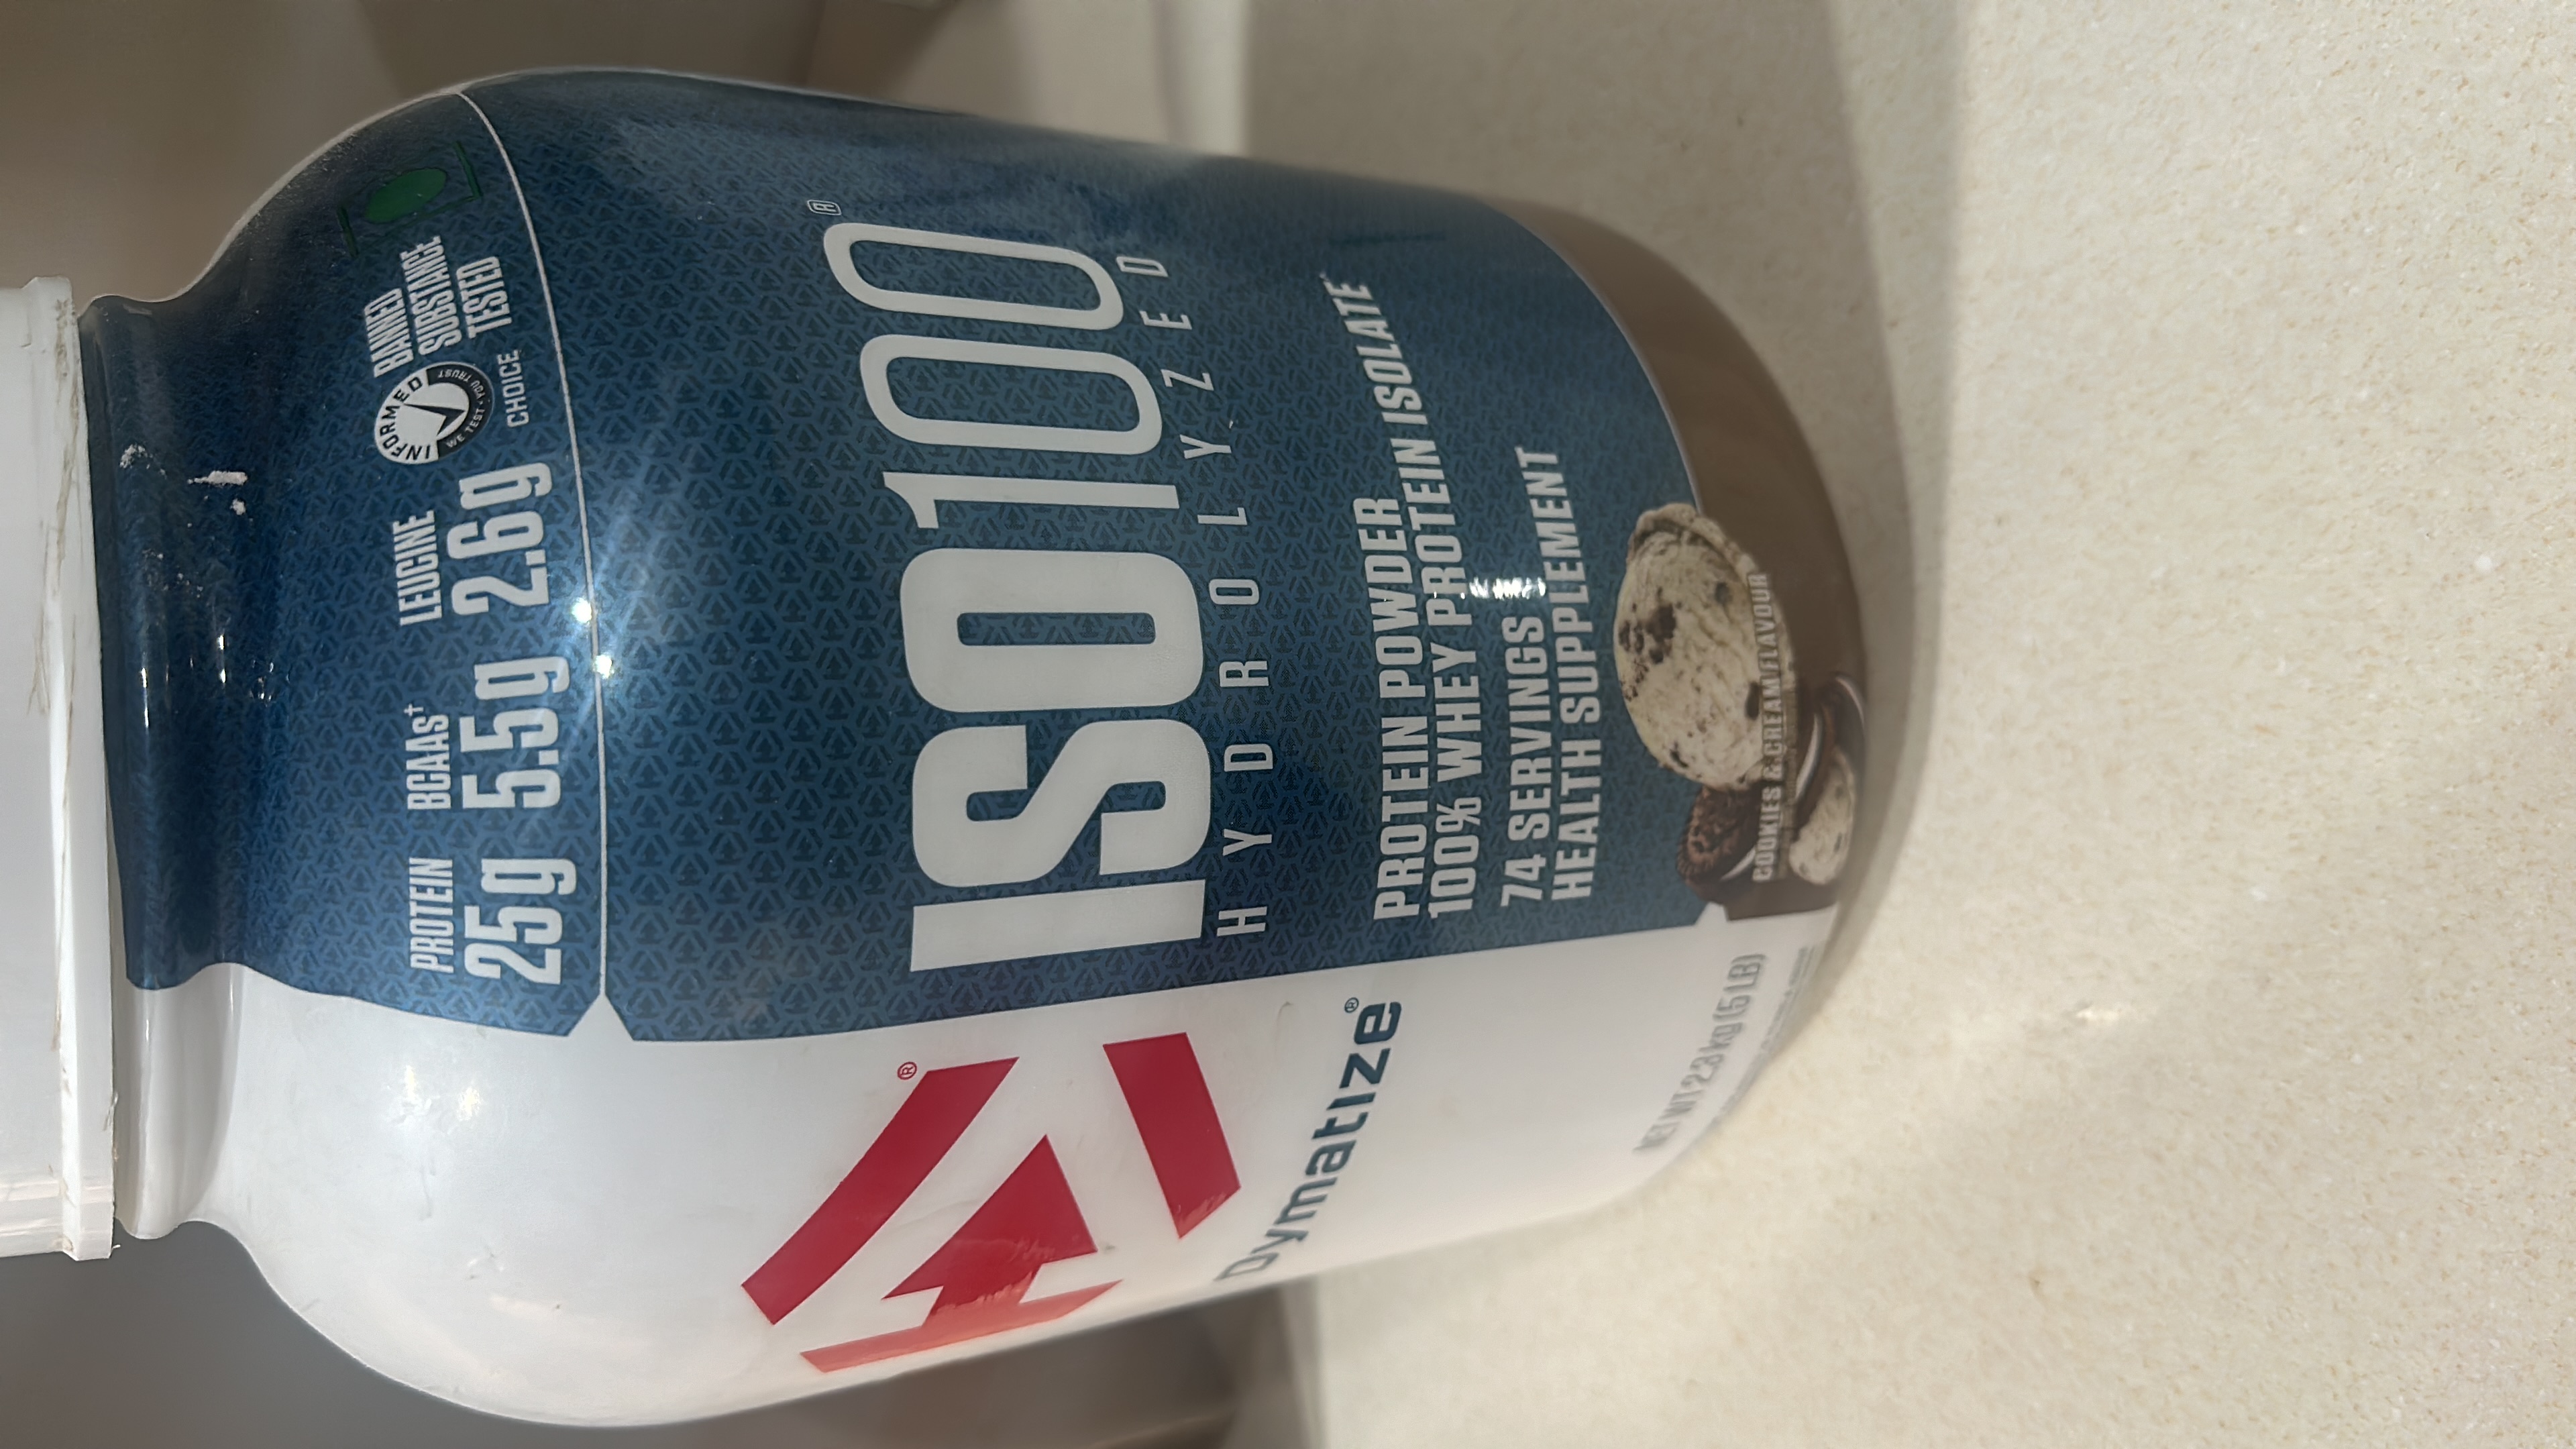 PROTEIN BCAAS† LEUCINE
25g 5.5g 2.6g
INFORMED
WE TEST • YOU TRUST
CHOICE
BANNED
SUBSTANCE
TESTED
ISO100®
HYDROLYZED
®
Dymatize®
PROTEIN POWDER
100% WHEY PROTEIN ISOLATE
74 SERVINGS
HEALTH SUPPLEMENT
COOKIES & CREAM FLAVOUR
NET WT 2.3 kg (5 LB)